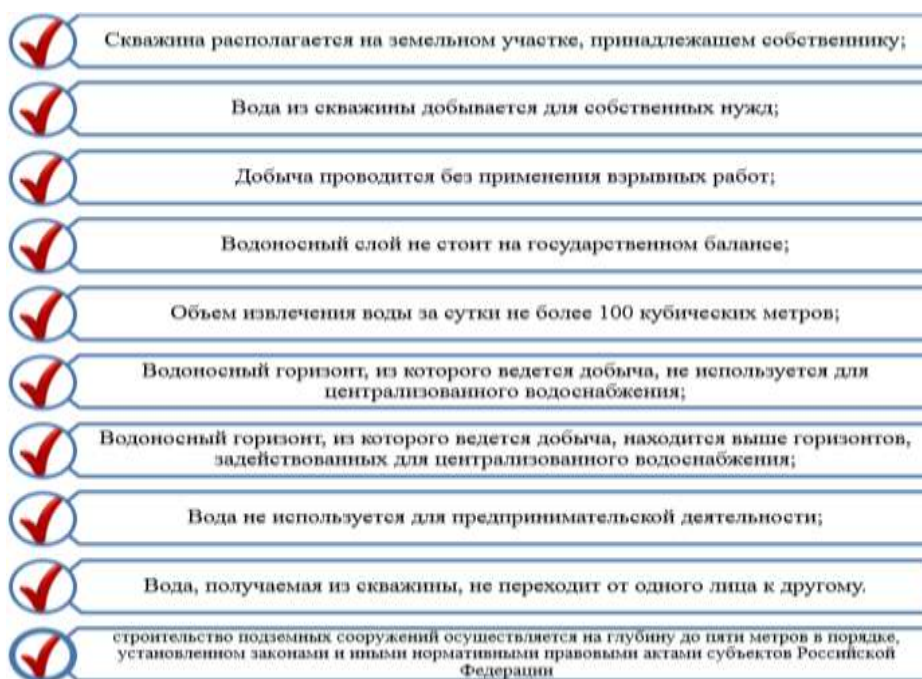 Скважина располагается на земельном участке, принадлежашем собственнику;
Вода из скважины добывается для собственных нужд;
Добыча проводится без применения взрывных работ;
Водоносный слой не стоит на государственном балансе;
Объем извлечения воды за сутки не более 100 кубических метров;
Водоносный горизонт, из которого ведется добыча, не используется для
централизованного водоснабжения;
Водоносный горизонт, из которого ведется добыча, находится выше горизонтов,
задействованных для централизованного водоснабжения;
Вода не используется для предпринимательской деятельности;
Вода, получаемая из скважины, не переходит от одного лица к другому.
строительство подземных сооружений осуществляется на глубину до пяти метров в порядке,
установленном законами и иными нормативными правовыми актами субъектов Российской
Федерации